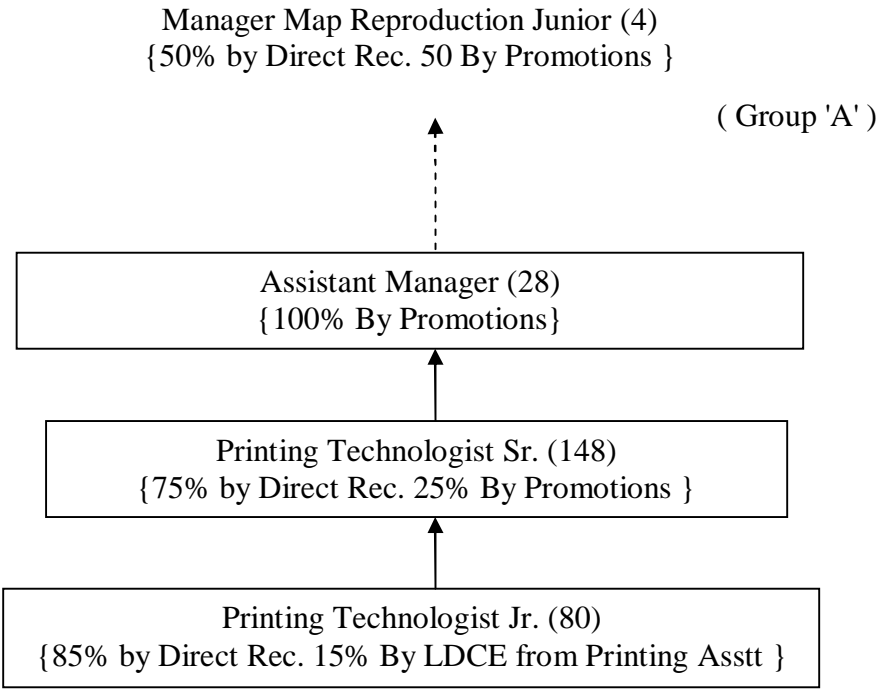 Manager Map Reproduction Junior (4)
{50% by Direct Rec. 50 By Promotions }
( Group 'A' )
Assistant Manager (28)
{100% By Promotions}
Printing Technologist Sr. (148)
{75% by Direct Rec. 25% By Promotions }
Printing Technologist Jr. (80)
{85% by Direct Rec. 15% By LDCE from Printing Asstt }